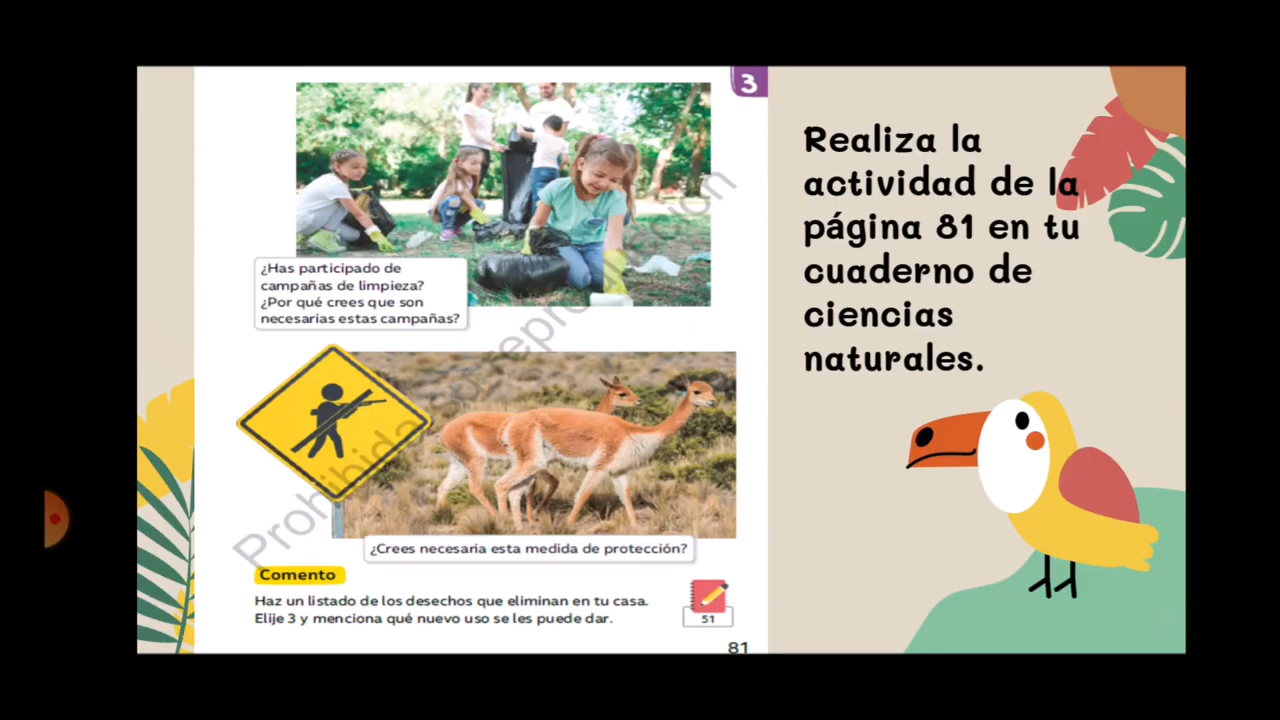 3
¿Has participado de
campañas de limpieza?
¿Por qué crees que son
necesarias estas campañas?
¿Crees necesaria esta medida de protección?
Comento
Haz un listado de los desechos que eliminan en tu casa.
Elije 3 y menciona qué nuevo uso se les puede dar.
51
81
Realiza la
actividad de la
página 81 en tu
cuaderno de
ciencias
naturales.